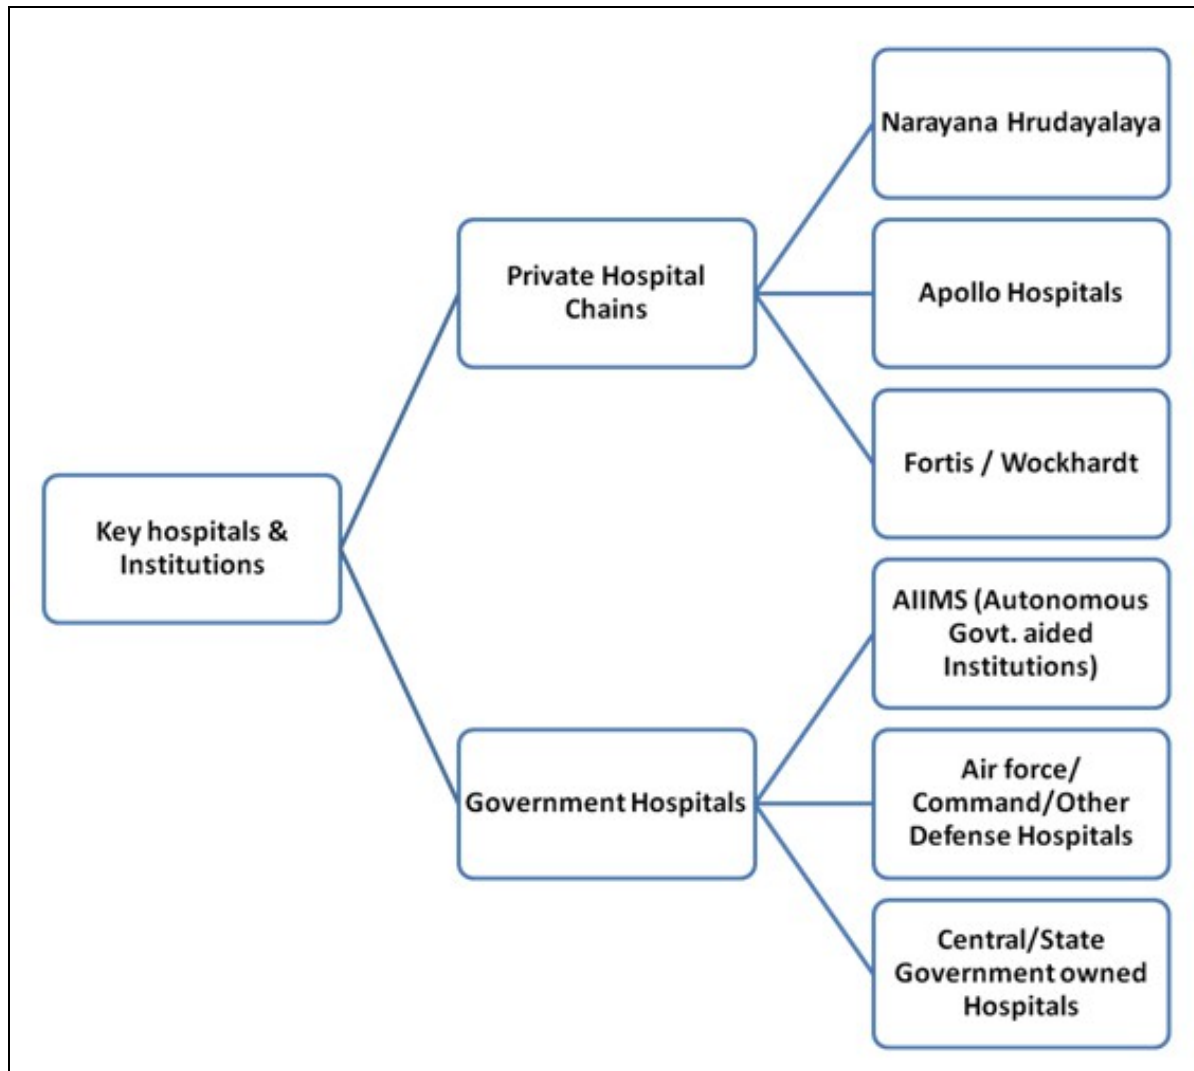 Key hospitals &
Institutions
Private Hospital
Chains
Narayana Hrudayalaya
Apollo Hospitals
Fortis / Wockhardt
Government Hospitals
AIIMS (Autonomous
Govt. aided
Institutions)
Air force/
Command/Other
Defense Hospitals
Central/State
Government owned
Hospitals